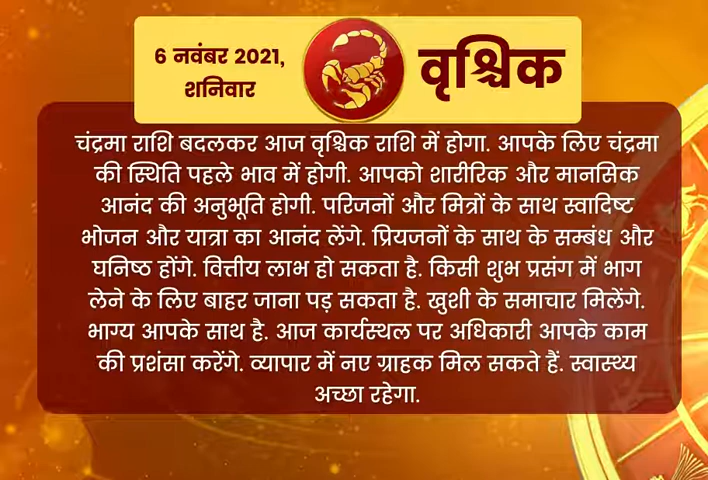 6 नवंबर 2021,
शनिवार
वृश्चिक
चंद्रमा राशि बदलकर आज वृश्चिक राशि में होगा. आपके लिए चंद्रमा
की स्थिति पहले भाव में होगी. आपको शारीरिक और मानसिक
आनंद की अनुभूति होगी. परिजनों और मित्रों के साथ स्वादिष्ट
भोजन और यात्रा का आनंद लेंगे. प्रियजनों के साथ के सम्बंध और
घनिष्ठ होंगे. वित्तीय लाभ हो सकता है. किसी शुभ प्रसंग में भाग
लेने के लिए बाहर जाना पड़ सकता है. खुशी के समाचार मिलेंगे.
भाग्य आपके साथ है. आज कार्यस्थल पर अधिकारी आपके काम
की प्रशंसा करेंगे. व्यापार में नए ग्राहक मिल सकते हैं. स्वास्थ्य
अच्छा रहेगा.